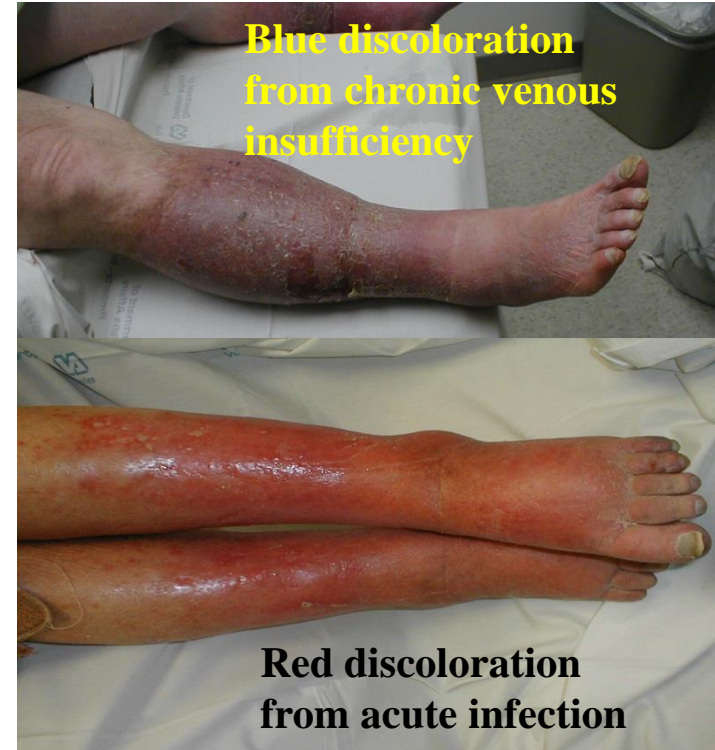 Blue discoloration
from chronic venous
insufficiency
Red discoloration
from acute infection